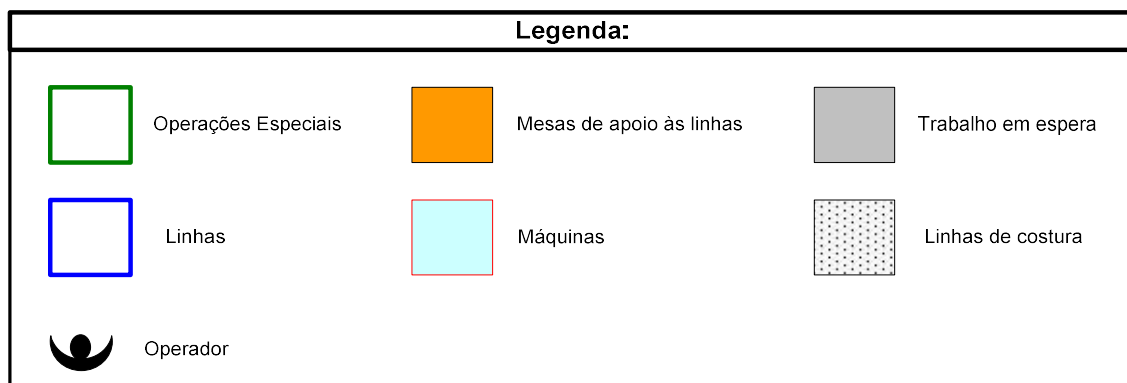 Legenda:
Operações Especiais
Mesas de apoio às linhas
Trabalho em espera
Linhas
Máquinas
Linhas de costura
Operador